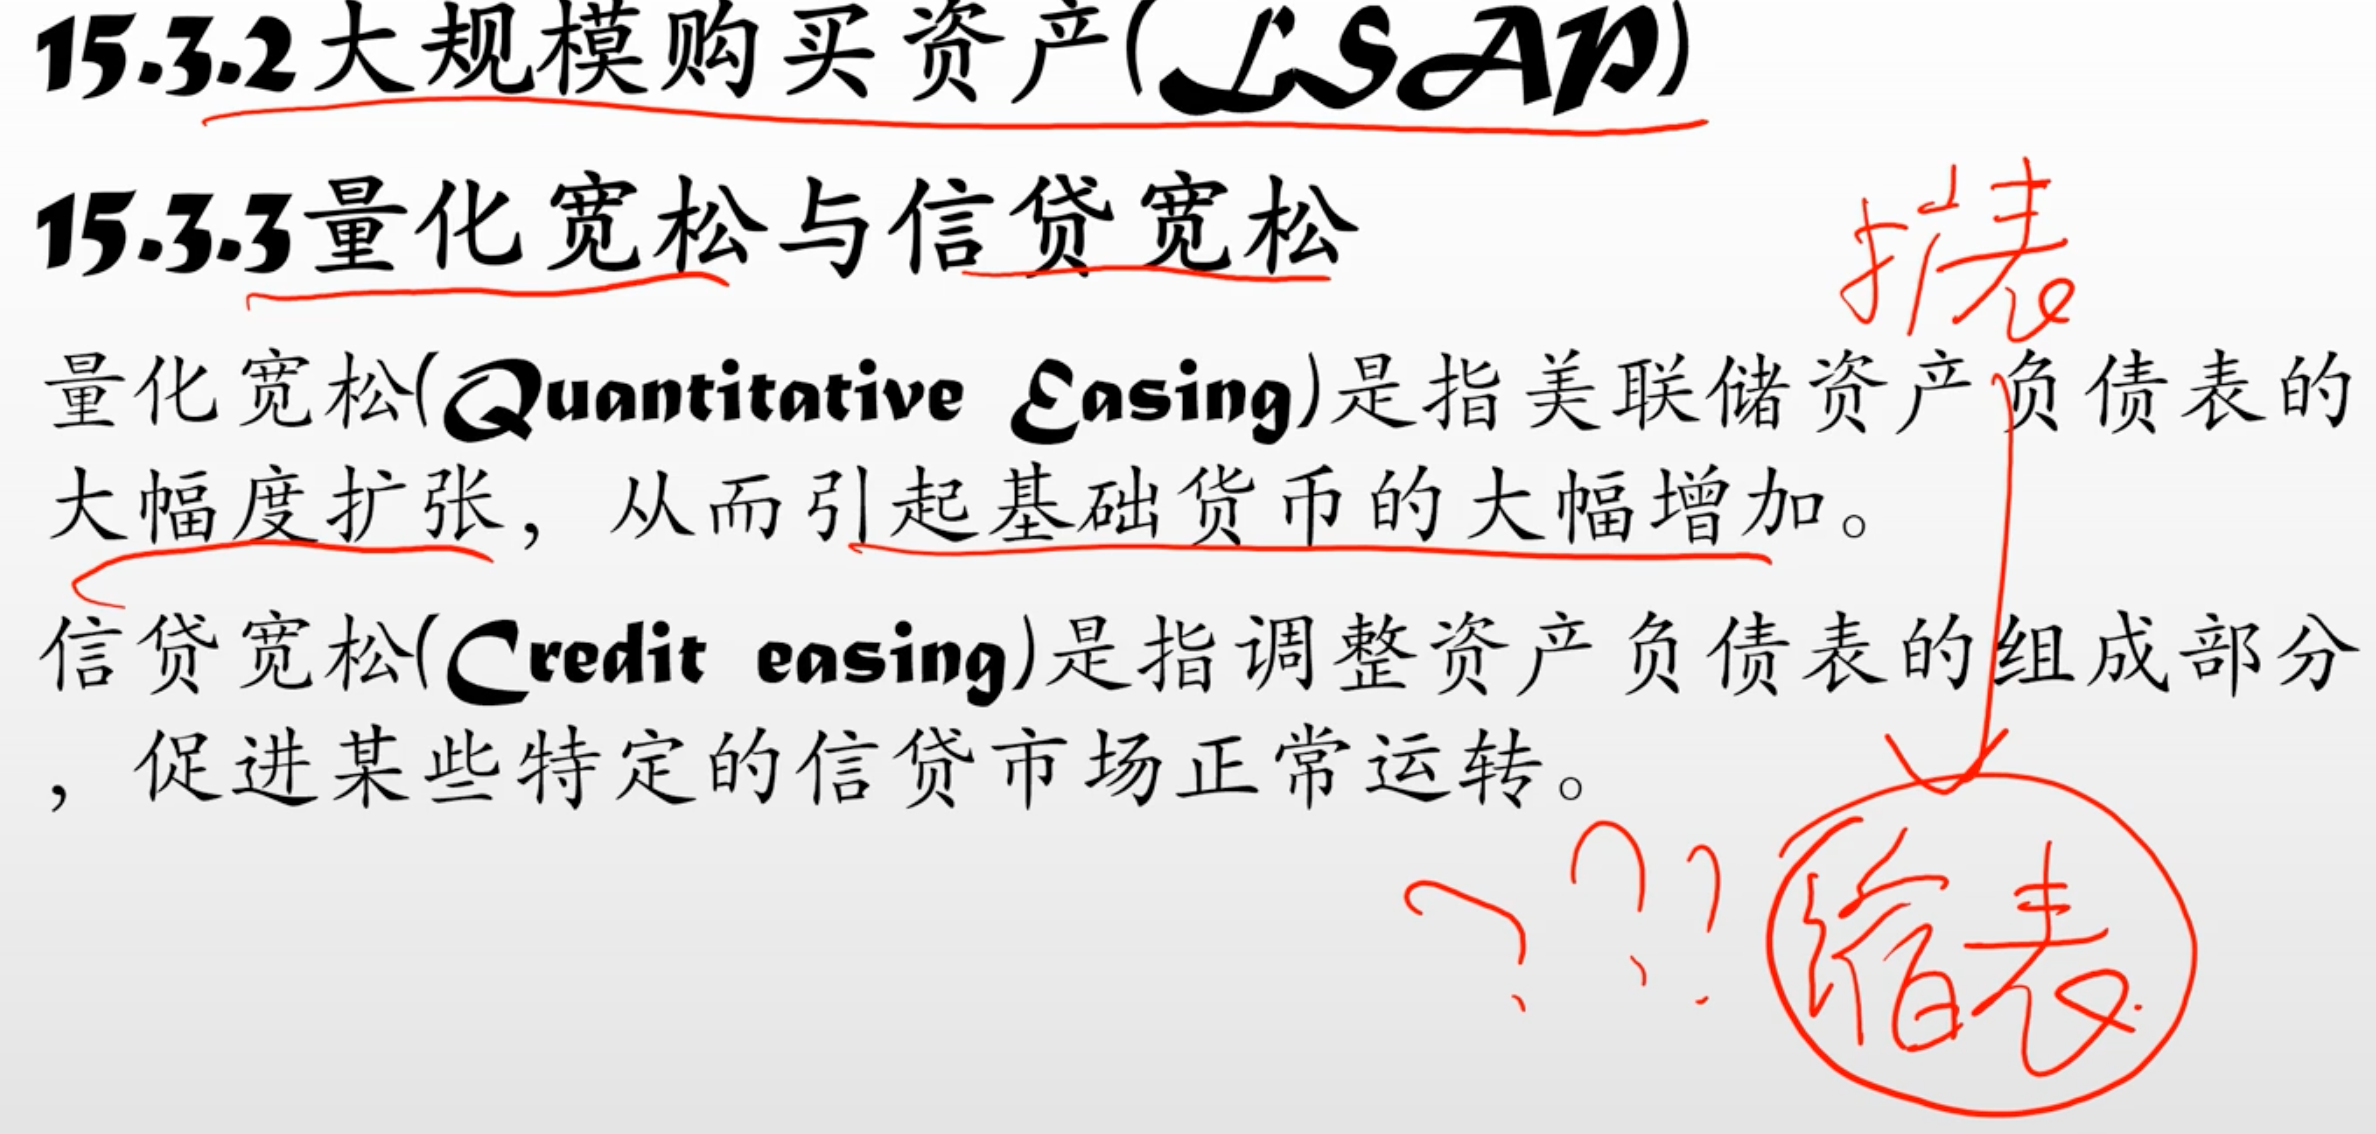 15.3.2大规模购买资产(LSAP)
15.3.3量化宽松与信贷宽松
扩表
量化宽松(Quantitative Easing)是指美联储资产负债表的
大幅度扩张，从而引起基础货币的大幅增加。
信贷宽松(Credit easing)是指调整资产负债表的组成部分
，促进某些特定的信贷市场正常运转。
???
缩表